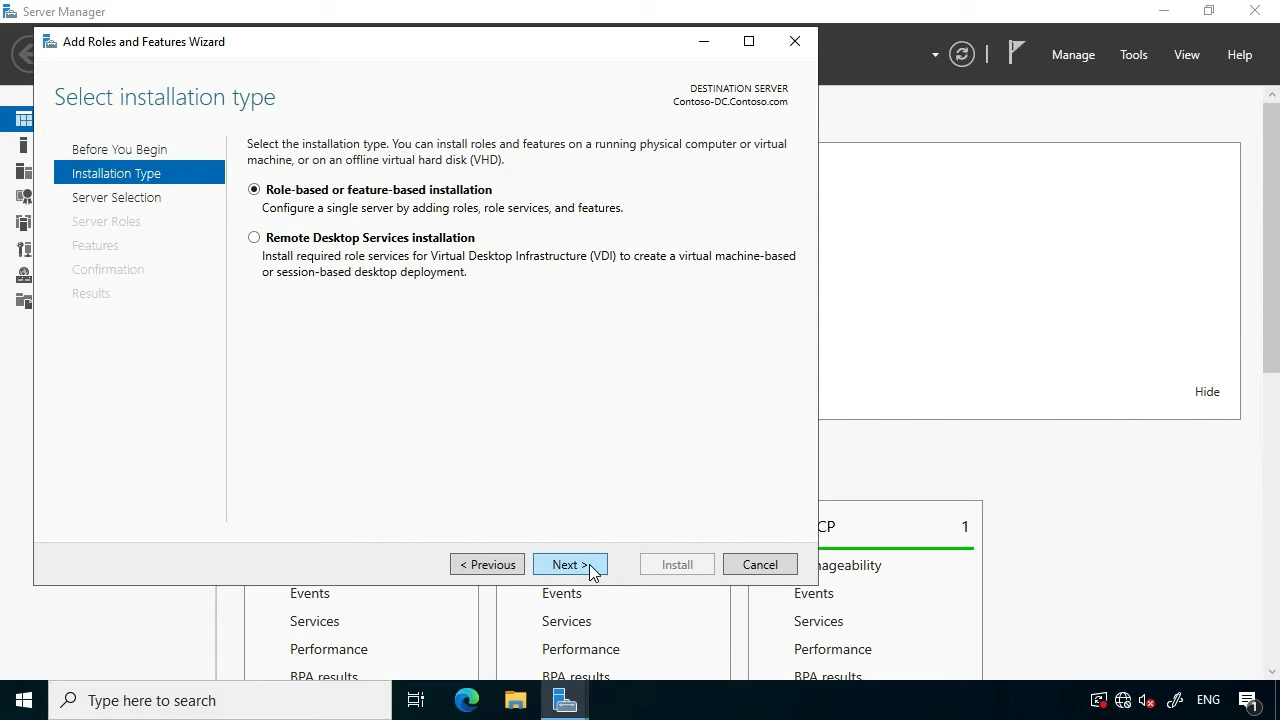 Server Manager
Add Roles and Features Wizard
Manage
Tools
View
Help
Select installation type
DESTINATION SERVER
Contoso-DC.Contoso.com
Before You Begin
Installation Type
Server Selection
Server Roles
Features
Confirmation
Results
Select the installation type. You can install roles and features on a running physical computer or virtual
machine, or on an offline virtual hard disk (VHD).
Role-based or feature-based installation
Configure a single server by adding roles, role services, and features.
Remote Desktop Services installation
Install required role services for Virtual Desktop Infrastructure (VDI) to create a virtual machine-based
or session-based desktop deployment.
Hide
< Previous
Next >
Install
Cancel
CP
1
nageability
Events
Services
Performance
BPA results
Events
Services
Performance
BPA results
Events
Services
Performance
BPA results
Type here to search
ENG
1